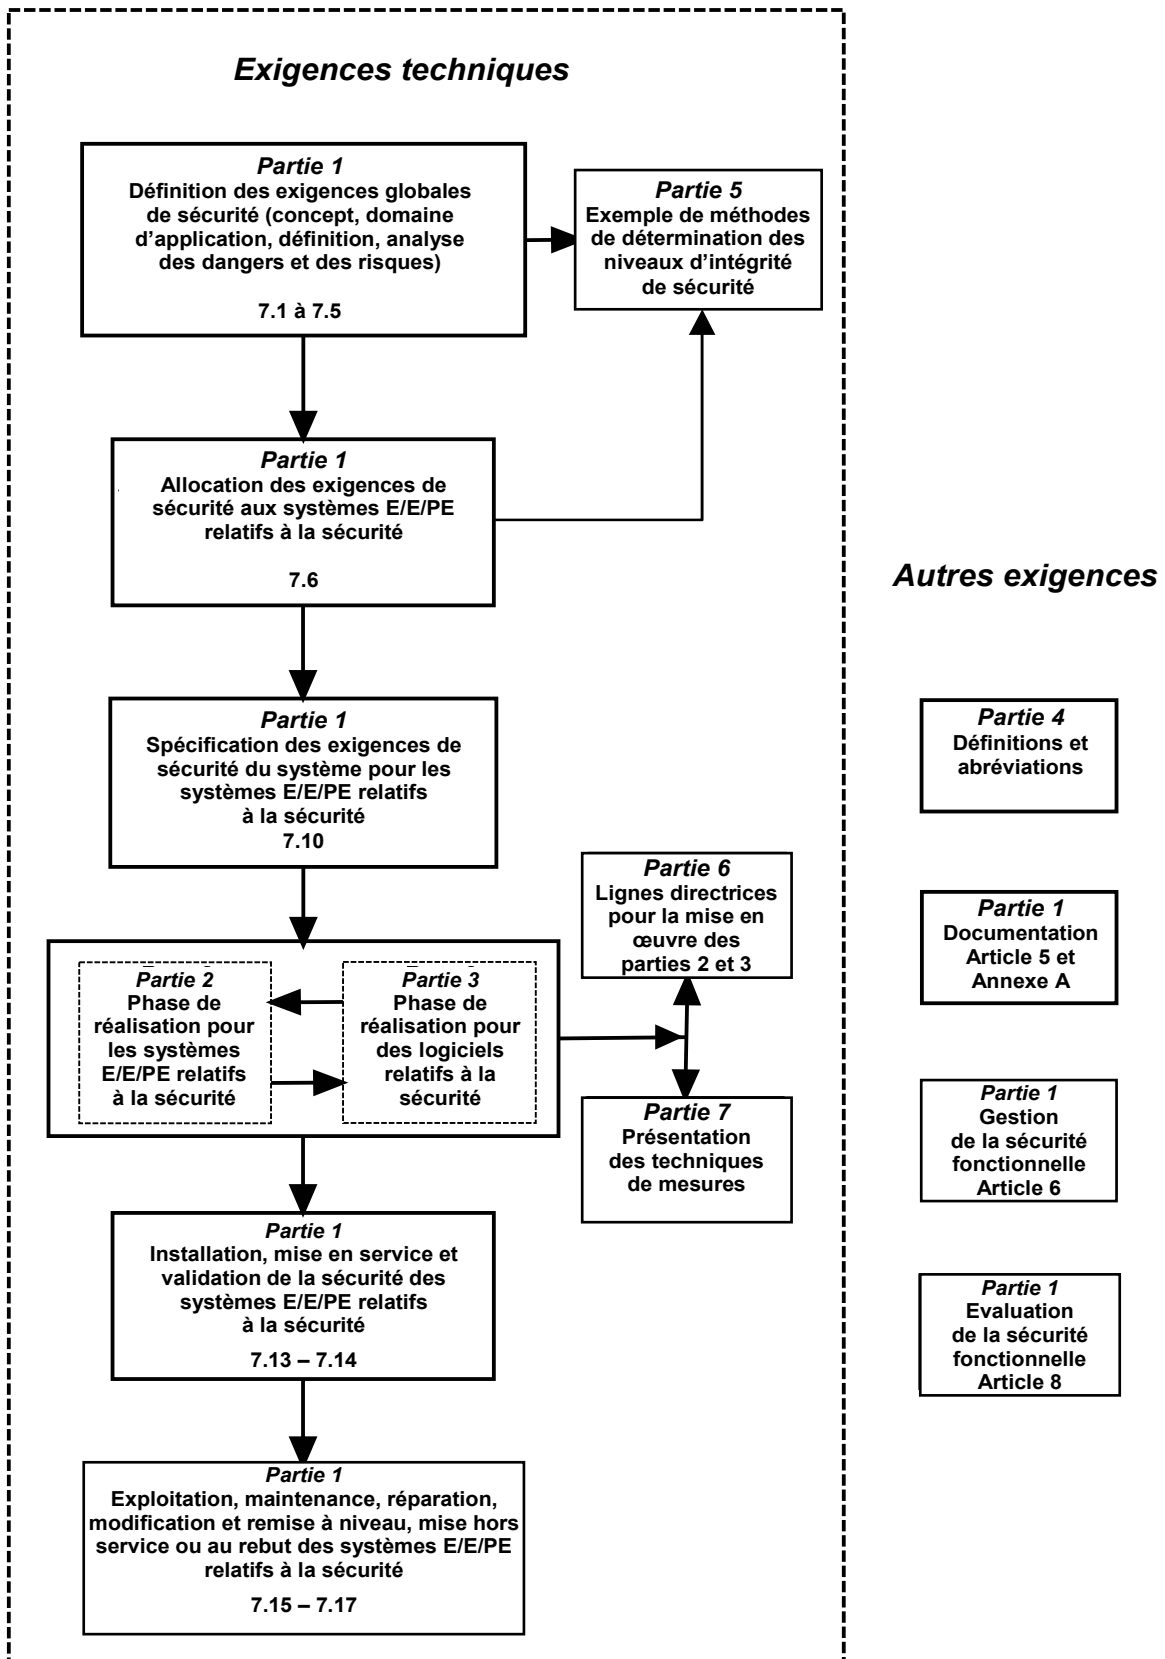 Exigences techniques
Partie 1
Définition des exigences globales
de sécurité (concept, domaine
d'application, définition, analyse
des dangers et des risques)
7.1 à 7.5
Partie 5
Exemple de méthodes
de détermination des
niveaux d'intégrité
de sécurité
Partie 1
Allocation des exigences de
sécurité aux systèmes E/E/PE
relatifs à la sécurité
7.6
Partie 1
Spécification des exigences de
sécurité du système pour les
systèmes E/E/PE relatifs
à la sécurité
7.10
Partie 2
Phase de
réalisation pour
les systèmes
E/E/PE relatifs
à la sécurité
Partie 3
Phase de
réalisation pour
des logiciels
relatifs à la
sécurité
Partie 6
Lignes directrices
pour la mise en
œuvre des
parties 2 et 3
Partie 7
Présentation
des techniques
de mesures
Partie 1
Installation, mise en service et
validation de la sécurité des
systèmes E/E/PE relatifs
à la sécurité
7.13 – 7.14
Partie 1
Exploitation, maintenance, réparation,
modification et remise à niveau, mise hors
service ou au rebut des systèmes E/E/PE
relatifs à la sécurité
7.15 – 7.17
Autres exigences
Partie 4
Définitions et
abréviations
Partie 1
Documentation
Article 5 et
Annexe A
Partie 1
Gestion
de la sécurité
fonctionnelle
Article 6
Partie 1
Evaluation
de la sécurité
fonctionnelle
Article 8